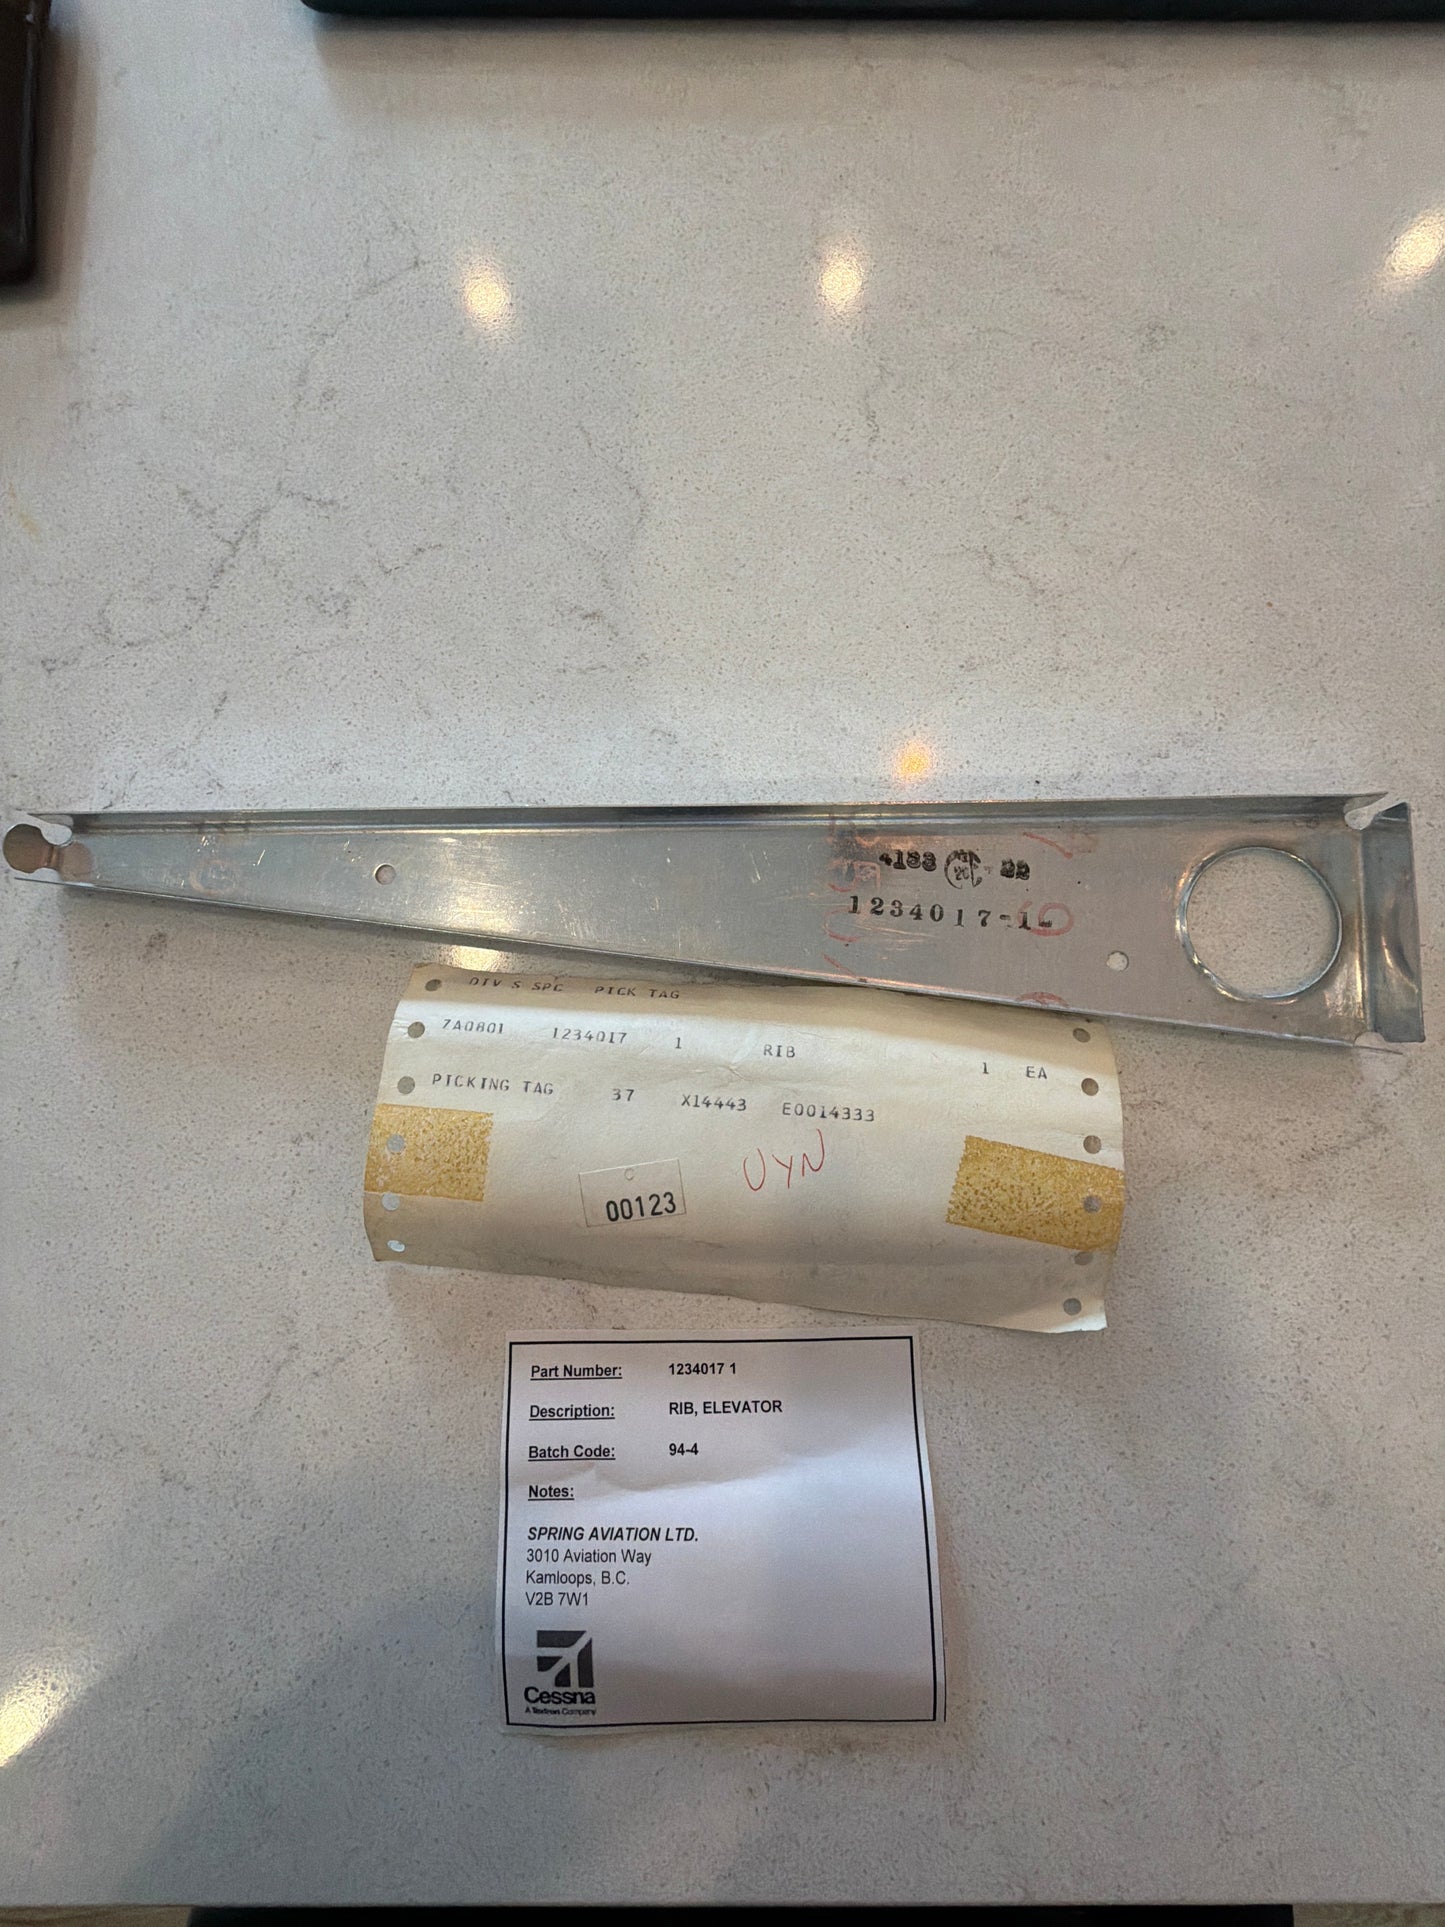 4133 22
1234017-1-
DIV S SPC PICK TAG
7A0801 1234017 1 RIB 1 EA
PICKING TAG 37 X14443 E0014333
UYN
00123
Part Number: 1234017 1
Description: RIB, ELEVATOR
Batch Code: 94-4
Notes:
SPRING AVIATION LTD.
3010 Aviation Way
Kamloops, B.C.
V2B 7W1
Cessna
A Textron Company